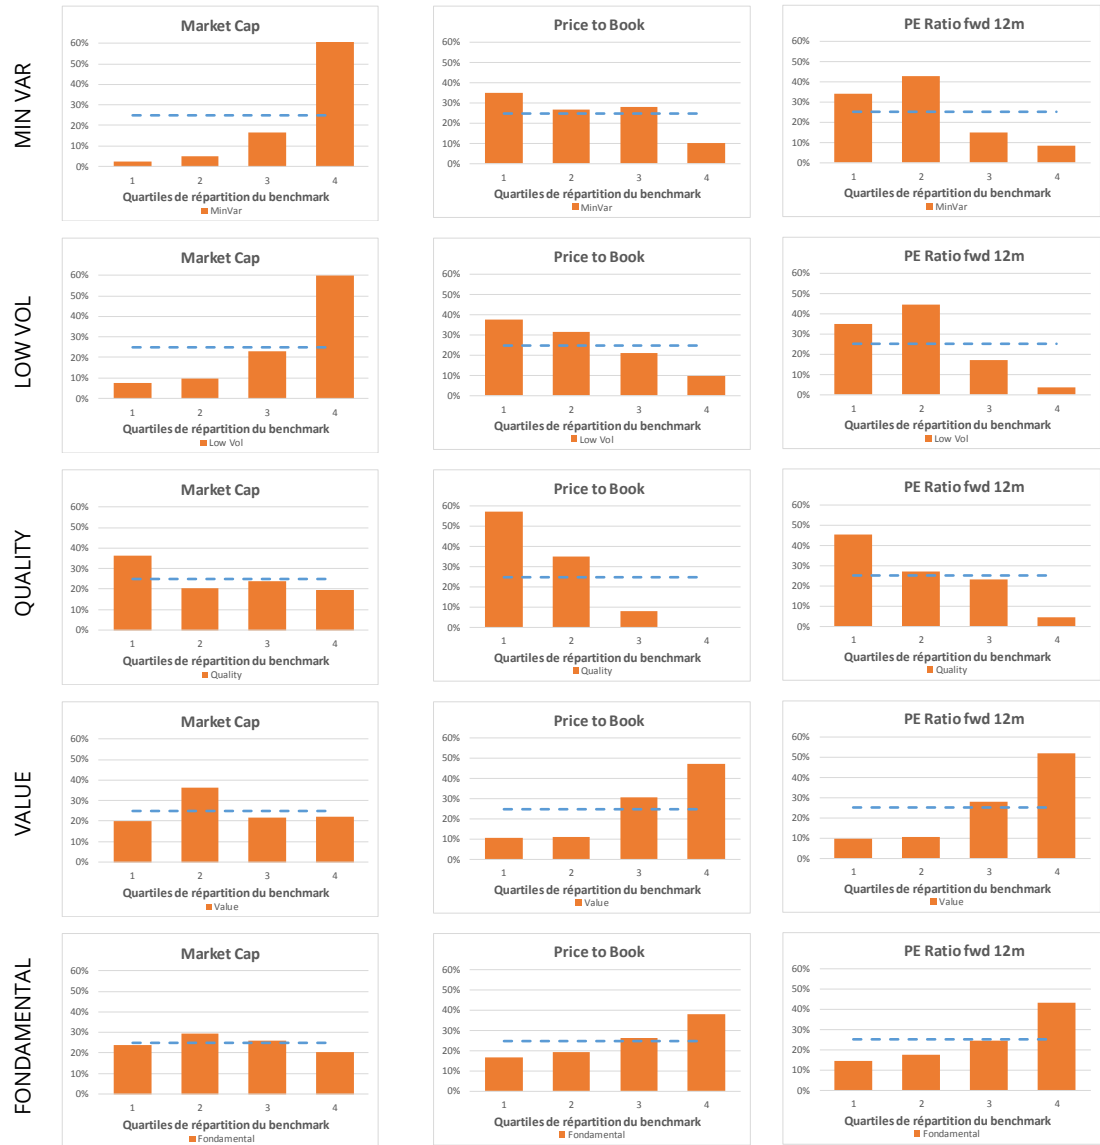 MIN VAR
Market Cap
60%
50%
40%
30%
20%
10%
0%
1 2 3 4
Quartiles de répartition du benchmark
MinVar
Price to Book
60%
50%
40%
30%
20%
10%
0%
1 2 3 4
Quartiles de répartition du benchmark
MinVar
PE Ratio fwd 12m
60%
50%
40%
30%
20%
10%
0%
1 2 3 4
Quartiles de répartition du benchmark
MinVar
LOW VOL
Market Cap
60%
50%
40%
30%
20%
10%
0%
1 2 3 4
Quartiles de répartition du benchmark
Low Vol
Price to Book
60%
50%
40%
30%
20%
10%
0%
1 2 3 4
Quartiles de répartition du benchmark
Low Vol
PE Ratio fwd 12m
60%
50%
40%
30%
20%
10%
0%
1 2 3 4
Quartiles de répartition du benchmark
Low Vol
QUALITY
Market Cap
60%
50%
40%
30%
20%
10%
0%
1 2 3 4
Quartiles de répartition du benchmark
Quality
Price to Book
60%
50%
40%
30%
20%
10%
0%
1 2 3 4
Quartiles de répartition du benchmark
Quality
PE Ratio fwd 12m
60%
50%
40%
30%
20%
10%
0%
1 2 3 4
Quartiles de répartition du benchmark
Quality
VALUE
Market Cap
60%
50%
40%
30%
20%
10%
0%
1 2 3 4
Quartiles de répartition du benchmark
Value
Price to Book
60%
50%
40%
30%
20%
10%
0%
1 2 3 4
Quartiles de répartition du benchmark
Value
PE Ratio fwd 12m
60%
50%
40%
30%
20%
10%
0%
1 2 3 4
Quartiles de répartition du benchmark
Value
FONDAMENTAL
Market Cap
60%
50%
40%
30%
20%
10%
0%
1 2 3 4
Quartiles de répartition du benchmark
Fondamental
Price to Book
60%
50%
40%
30%
20%
10%
0%
1 2 3 4
Quartiles de répartition du benchmark
Fondamental
PE Ratio fwd 12m
60%
50%
40%
30%
20%
10%
0%
1 2 3 4
Quartiles de répartition du benchmark
Fondamental